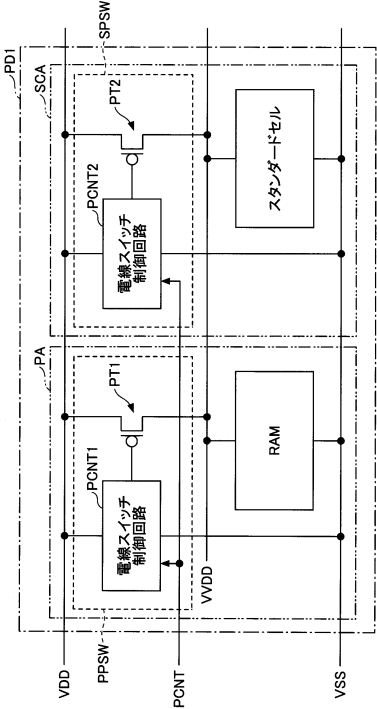 PD1
SCA
SPSW
PT2
PCNT2
電線スイッチ
制御回路
スタンダードセル
PA
PT1
PCNT1
電線スイッチ
制御回路
RAM
PPSW
VVDD
VDD
PCNT
VSS